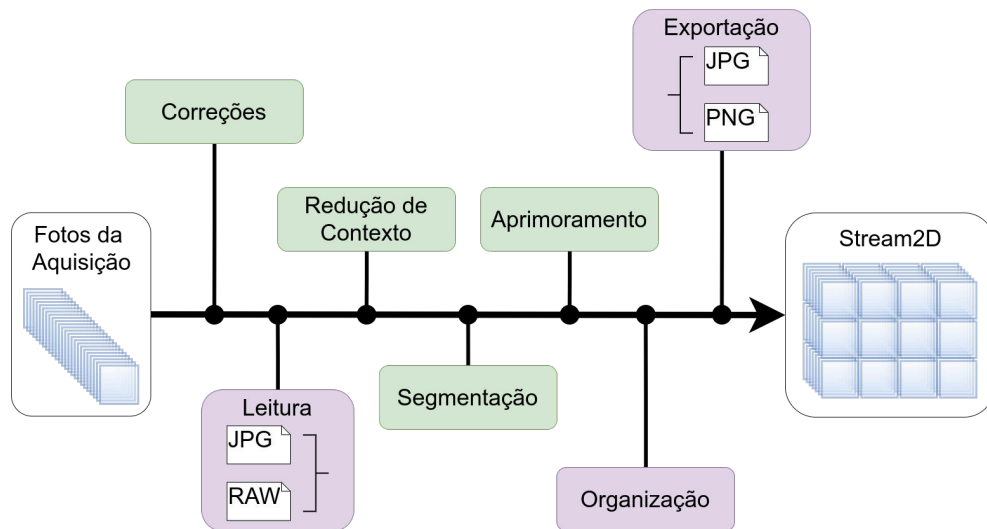 Fotos da
Aquisição
Correções
Leitura
JPG
RAW
Redução de
Contexto
Segmentação
Aprimoramento
Organização
Exportação
JPG
PNG
Stream2D